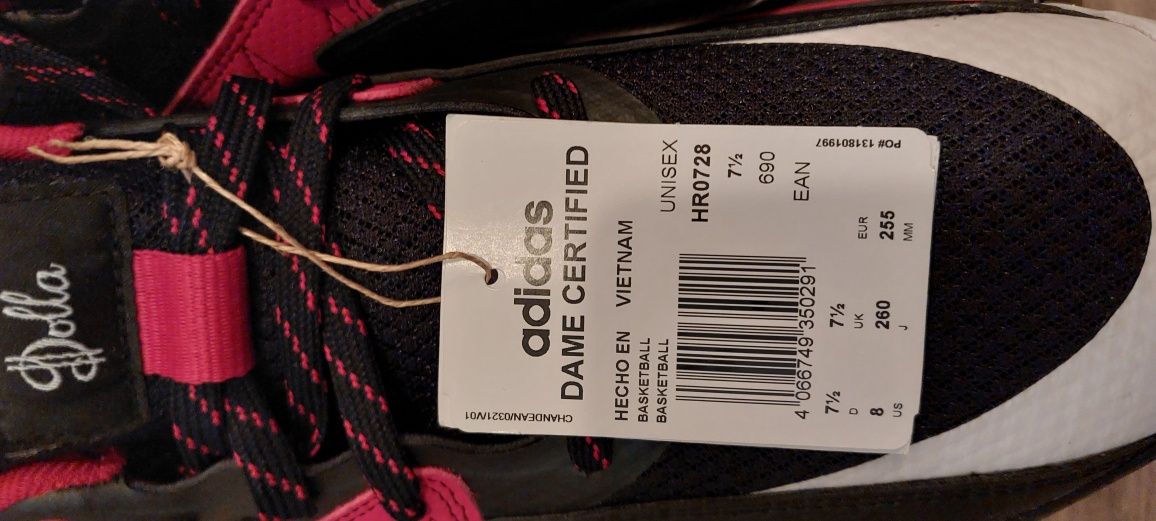 Dolla
adidas
DAME CERTIFIED
HECHO EN VIETNAM
BASKETBALL
BASKETBALL
UNISEX
HR0728
7½
690
EAN
4 066749 350291
7½ 7½ EUR
D UK 255
8 260 MM
US J
CHANDEAN/0321/V01
PO# 131801997